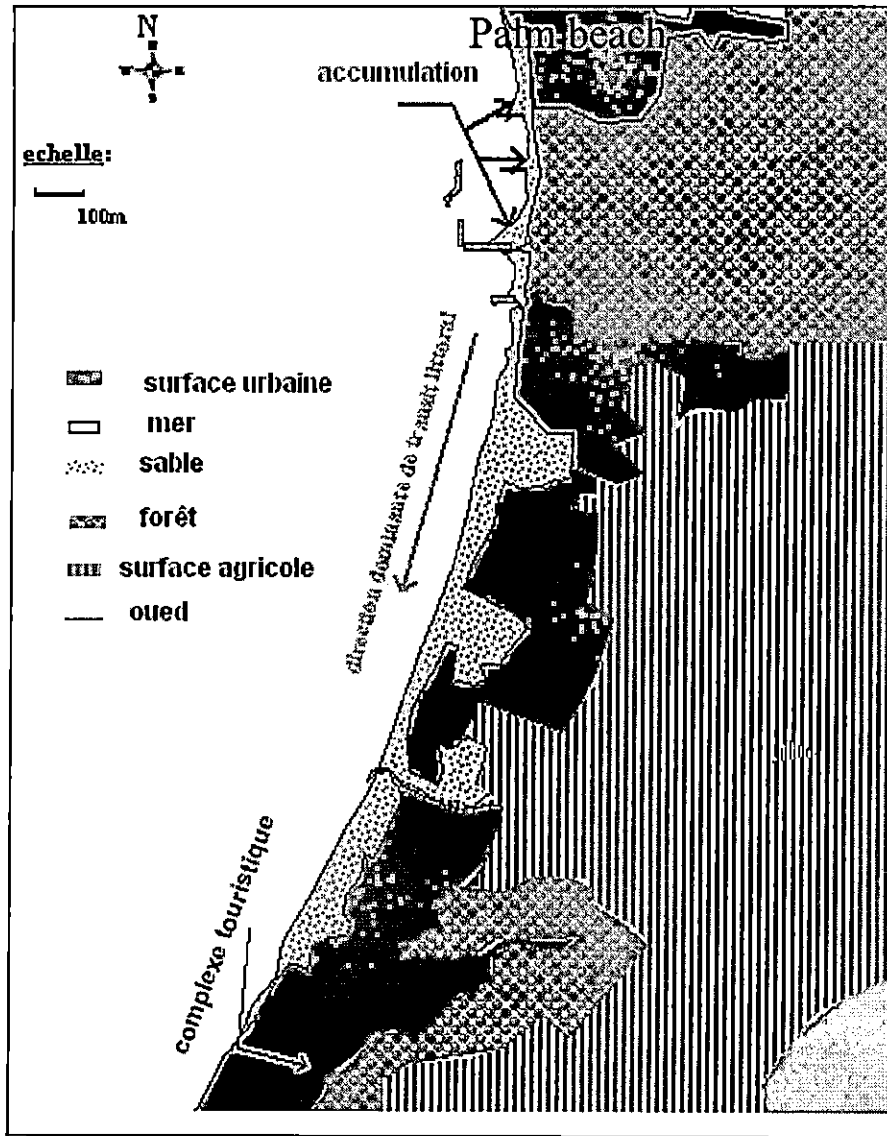 N
Palm beach
accumulation
echelle:
100m
direction dominante de transit littoral
surface urbaine
mer
sable
forêt
surface agricole
oued
complexe touristique